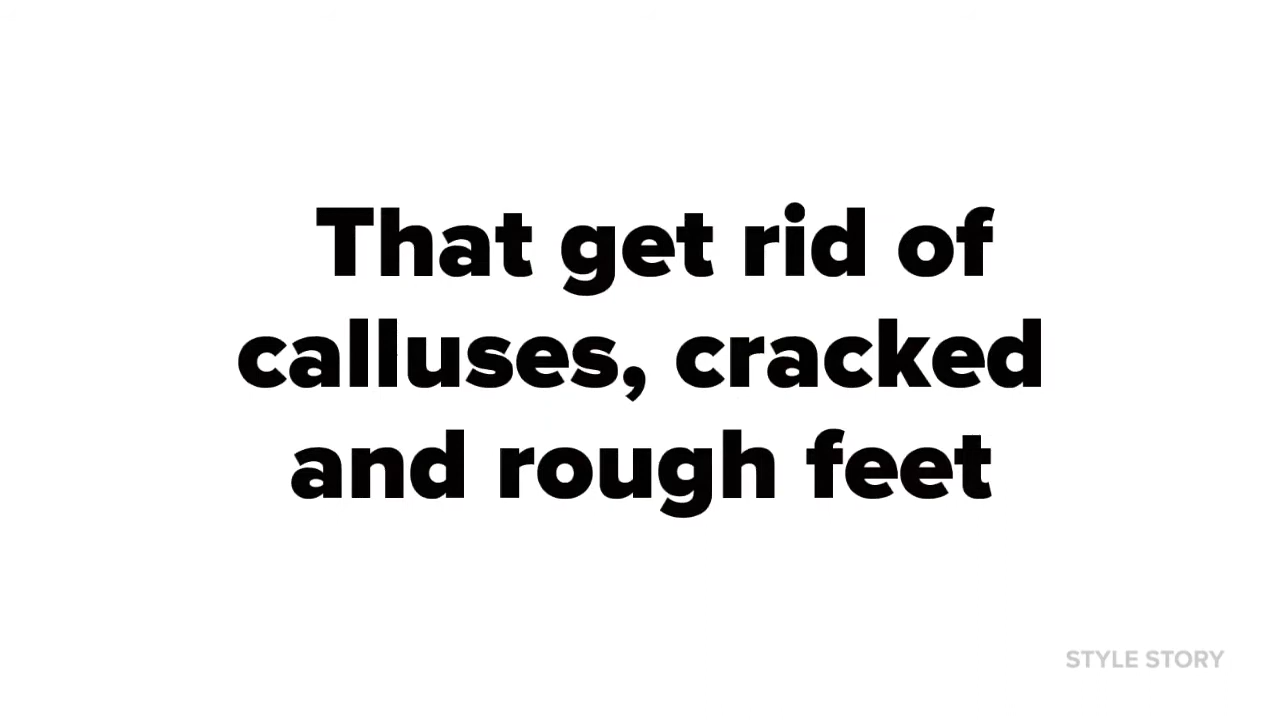 That get rid of
calluses, cracked
and rough feet
STYLE STORY